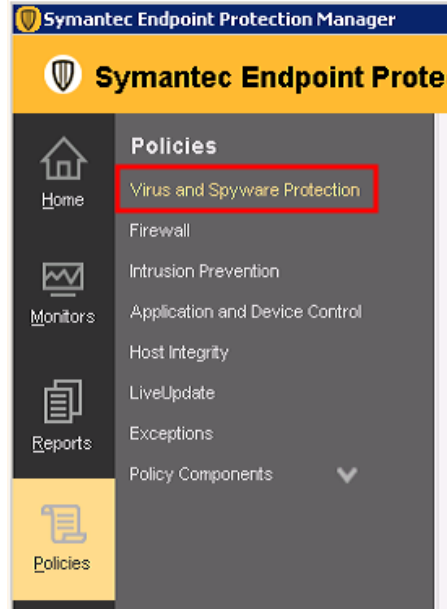 Symantec Endpoint Protection Manager
Symantec Endpoint Prote
Home
Monitors
Reports
Policies
Policies
Virus and Spyware Protection
Firewall
Intrusion Prevention
Application and Device Control
Host Integrity
LiveUpdate
Exceptions
Policy Components